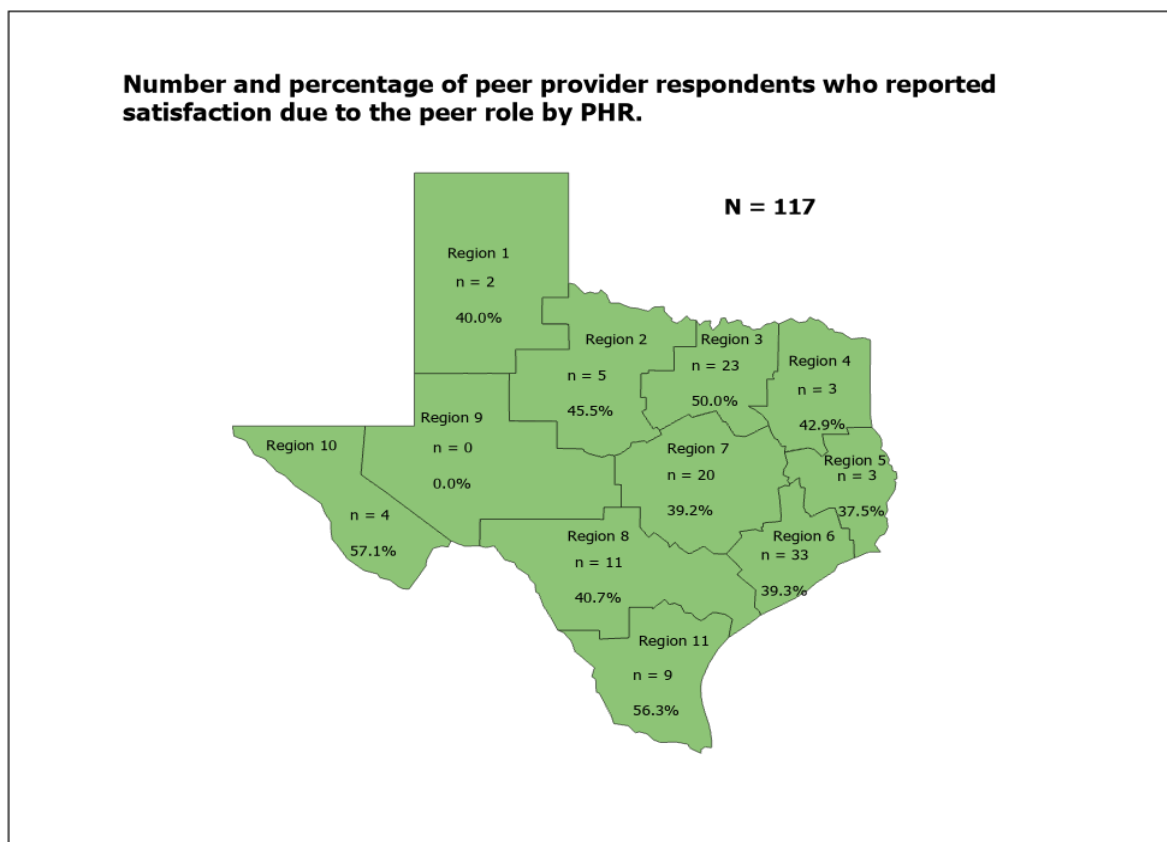 Number and percentage of peer provider respondents who reported
satisfaction due to the peer role by PHR.
N = 117
Region 1
n = 2
40.0%
Region 2
n = 5
45.5%
Region 3
n = 23
50.0%
Region 4
n = 3
42.9%
Region 9
n = 0
0.0%
Region 10
n = 4
57.1%
Region 7
n = 20
39.2%
Region 5
n = 3
37.5%
Region 8
n = 11
40.7%
Region 6
n = 33
39.3%
Region 11
n = 9
56.3%